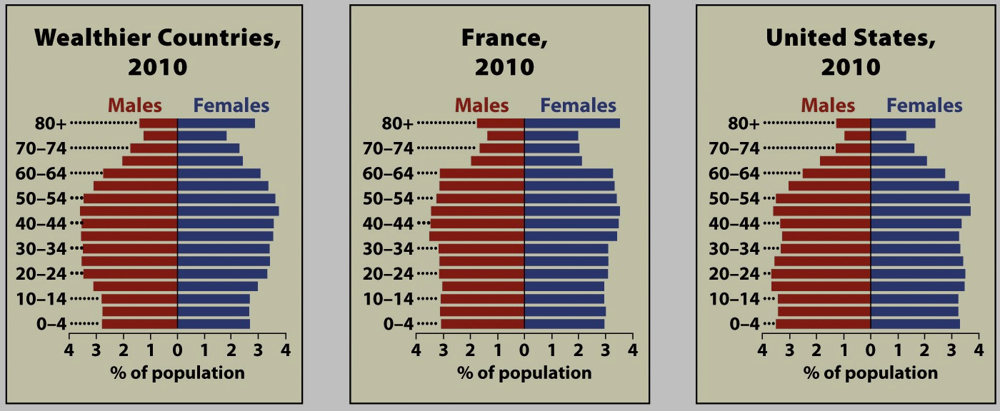 Wealthier Countries,
2010
Males Females
80+
70–74
60–64
50–54
40–44
30–34
20–24
10–14
0–4
4 3 2 1 0 1 2 3 4
% of population
France,
2010
Males Females
80+
70–74
60–64
50–54
40–44
30–34
20–24
10–14
0–4
4 3 2 1 0 1 2 3 4
% of population
United States,
2010
Males Females
80+
70–74
60–64
50–54
40–44
30–34
20–24
10–14
0–4
4 3 2 1 0 1 2 3 4
% of population